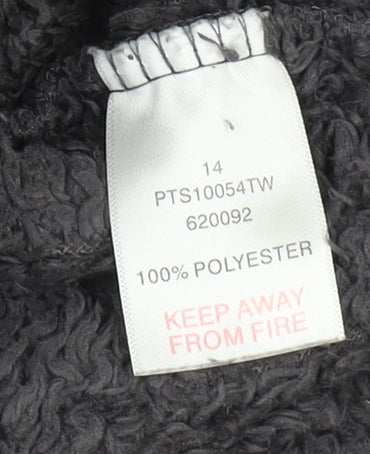 14
PTS10054TW
620092
100% POLYESTER
KEEP AWAY
FROM FIRE